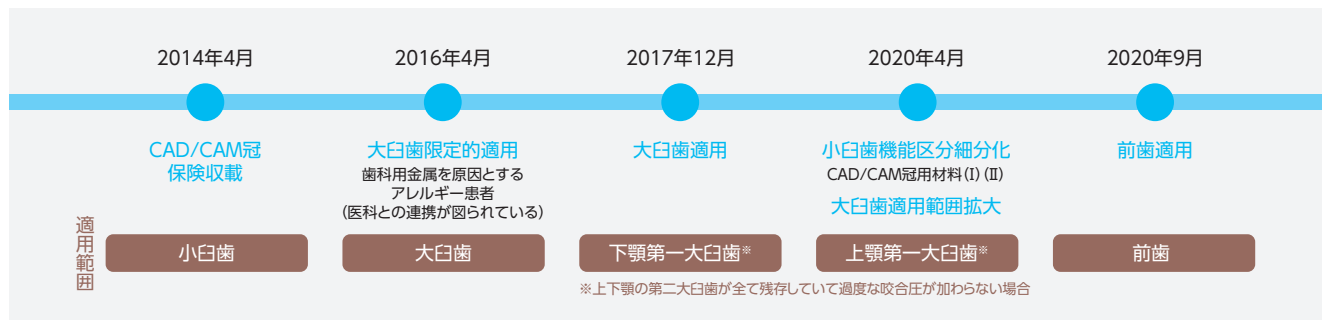 2014年4月
2016年4月
2017年12月
2020年4月
2020年9月
CAD/CAM冠
保険収載
大臼歯限定的適用
歯科用金属を原因とする
アレルギー患者
(医科との連携が図られている)
大臼歯適用
小臼歯機能区分細分化
CAD/CAM冠用材料(Ⅰ)(Ⅱ)
大臼歯適用範囲拡大
前歯適用
適用範囲
小臼歯
大臼歯
下顎第一大臼歯※
上顎第一大臼歯※
前歯
※上下顎の第二大臼歯が全て残存していて過度な咬合圧が加わらない場合